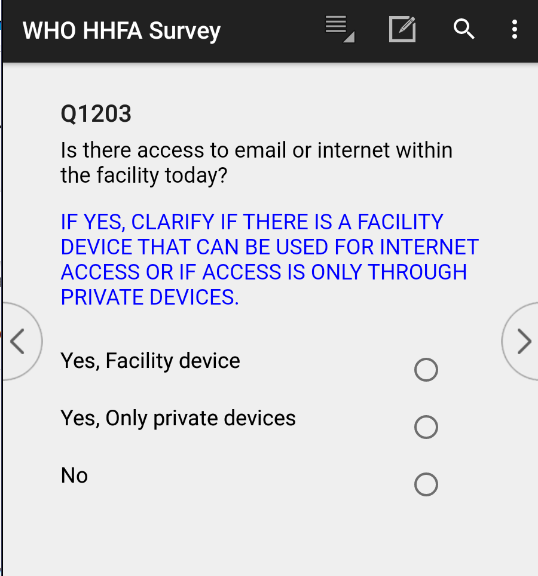 WHO HHFA Survey
Q1203
Is there access to email or internet within
the facility today?
IF YES, CLARIFY IF THERE IS A FACILITY
DEVICE THAT CAN BE USED FOR INTERNET
ACCESS OR IF ACCESS IS ONLY THROUGH
PRIVATE DEVICES.
Yes, Facility device
Yes, Only private devices
No